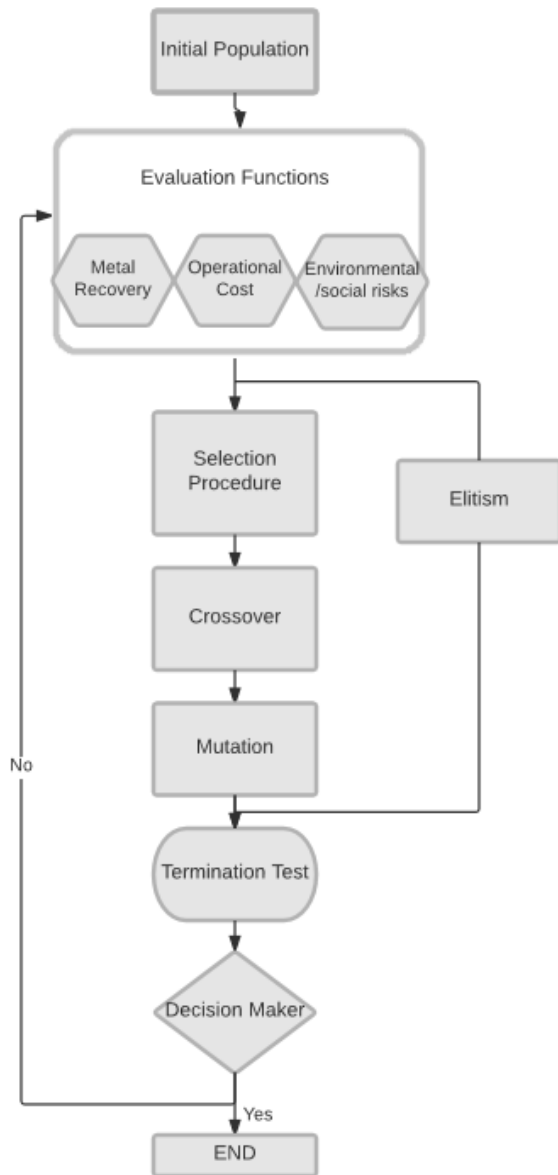 Initial Population
Evaluation Functions
Metal
Recovery
Operational
Cost
Environmental
/social risks
Selection
Procedure
Elitism
Crossover
Mutation
No
Termination Test
Decision Maker
Yes
END